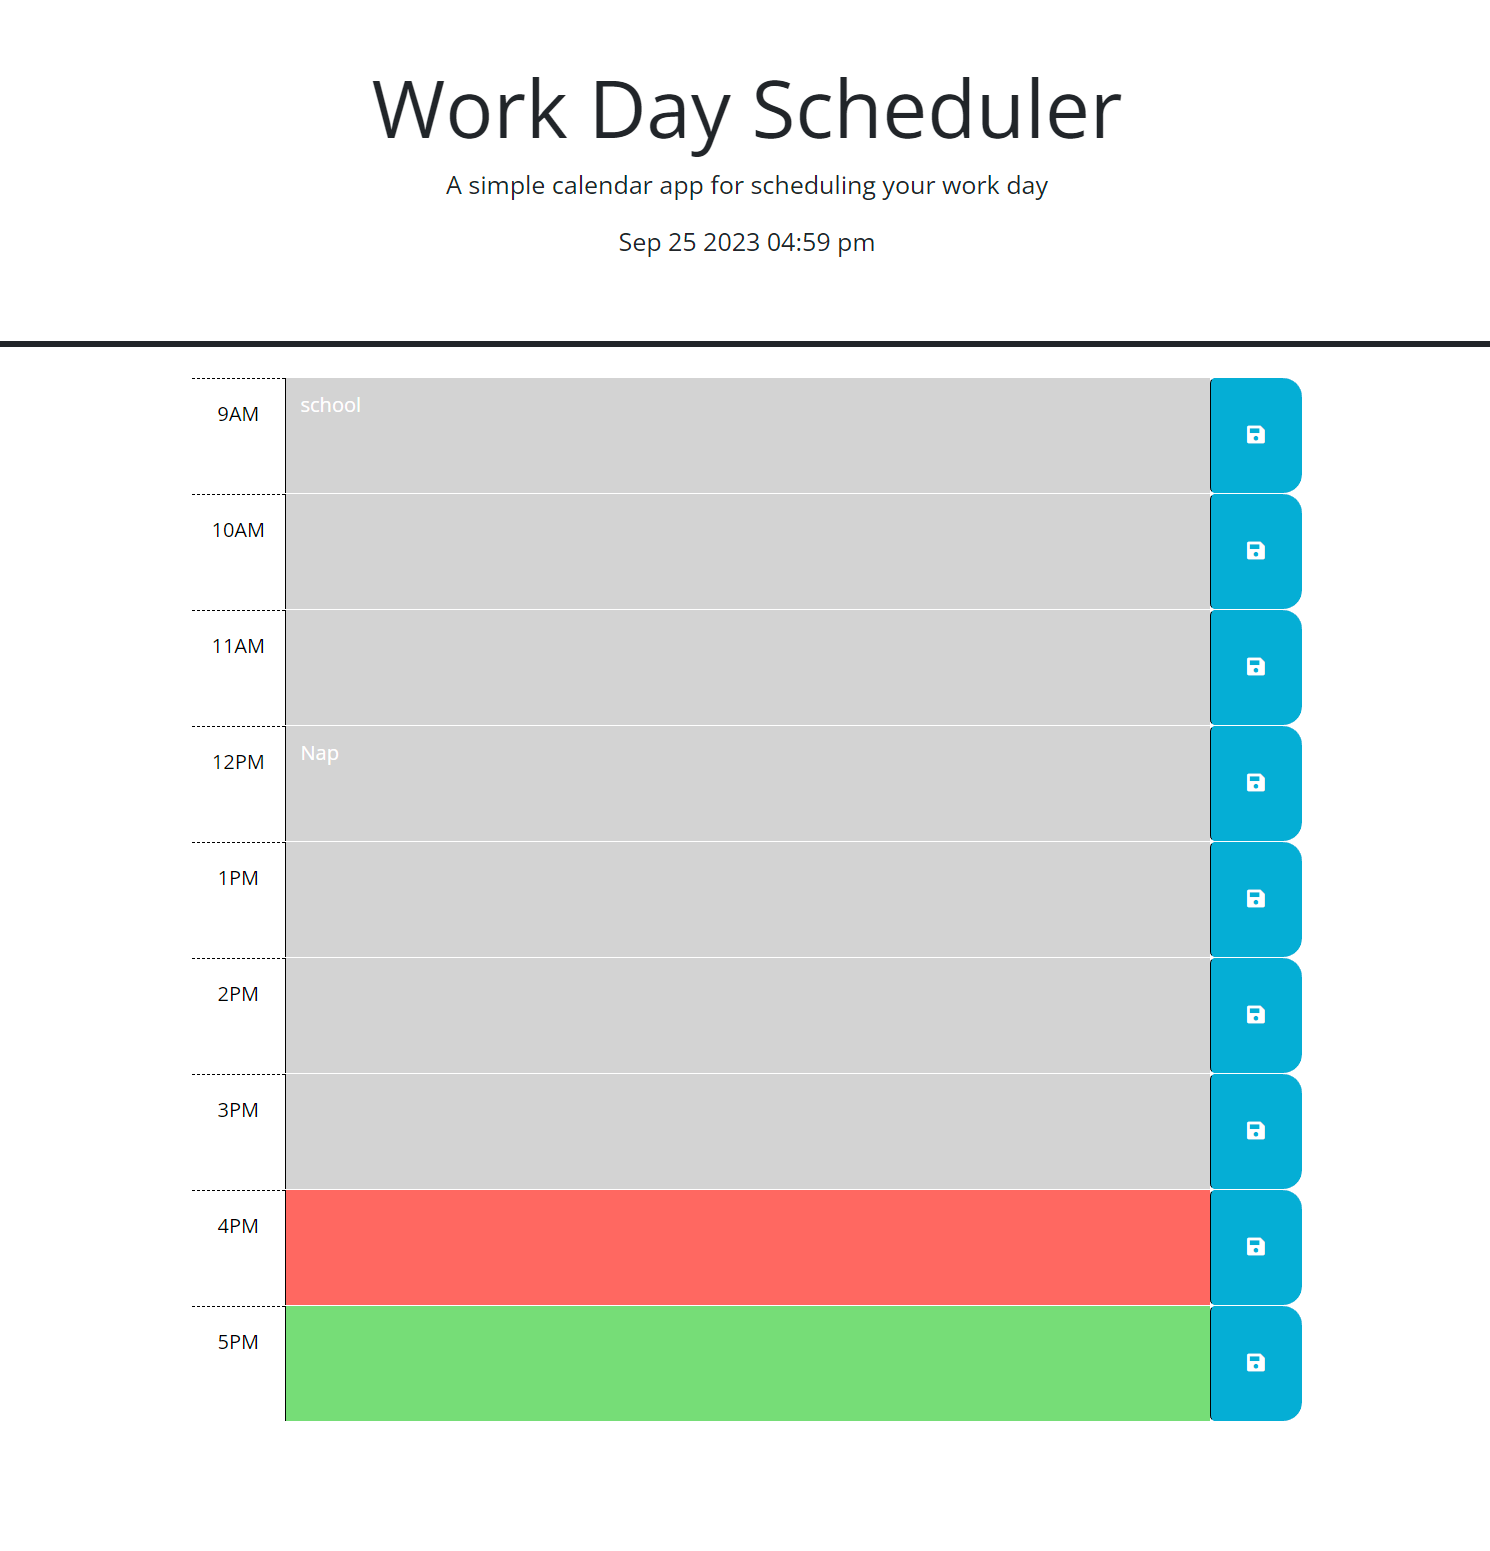 Work Day Scheduler
A simple calendar app for scheduling your work day
Sep 25 2023 04:59 pm
9AM school
10AM
11AM
12PM Nap
1PM
2PM
3PM
4PM
5PM